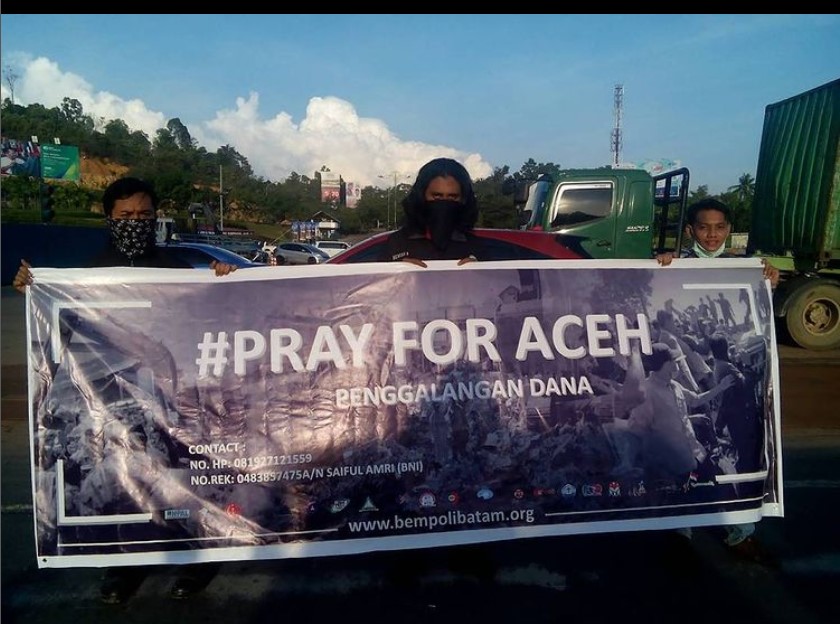 #PRAY FOR ACEH
PENGGALANGAN DANA
CONTACT :
NO. HP: 081927121559
NO.REK: 0483857475A/N SAIFUL AMRI (BNI)
www.bempolibatam.org